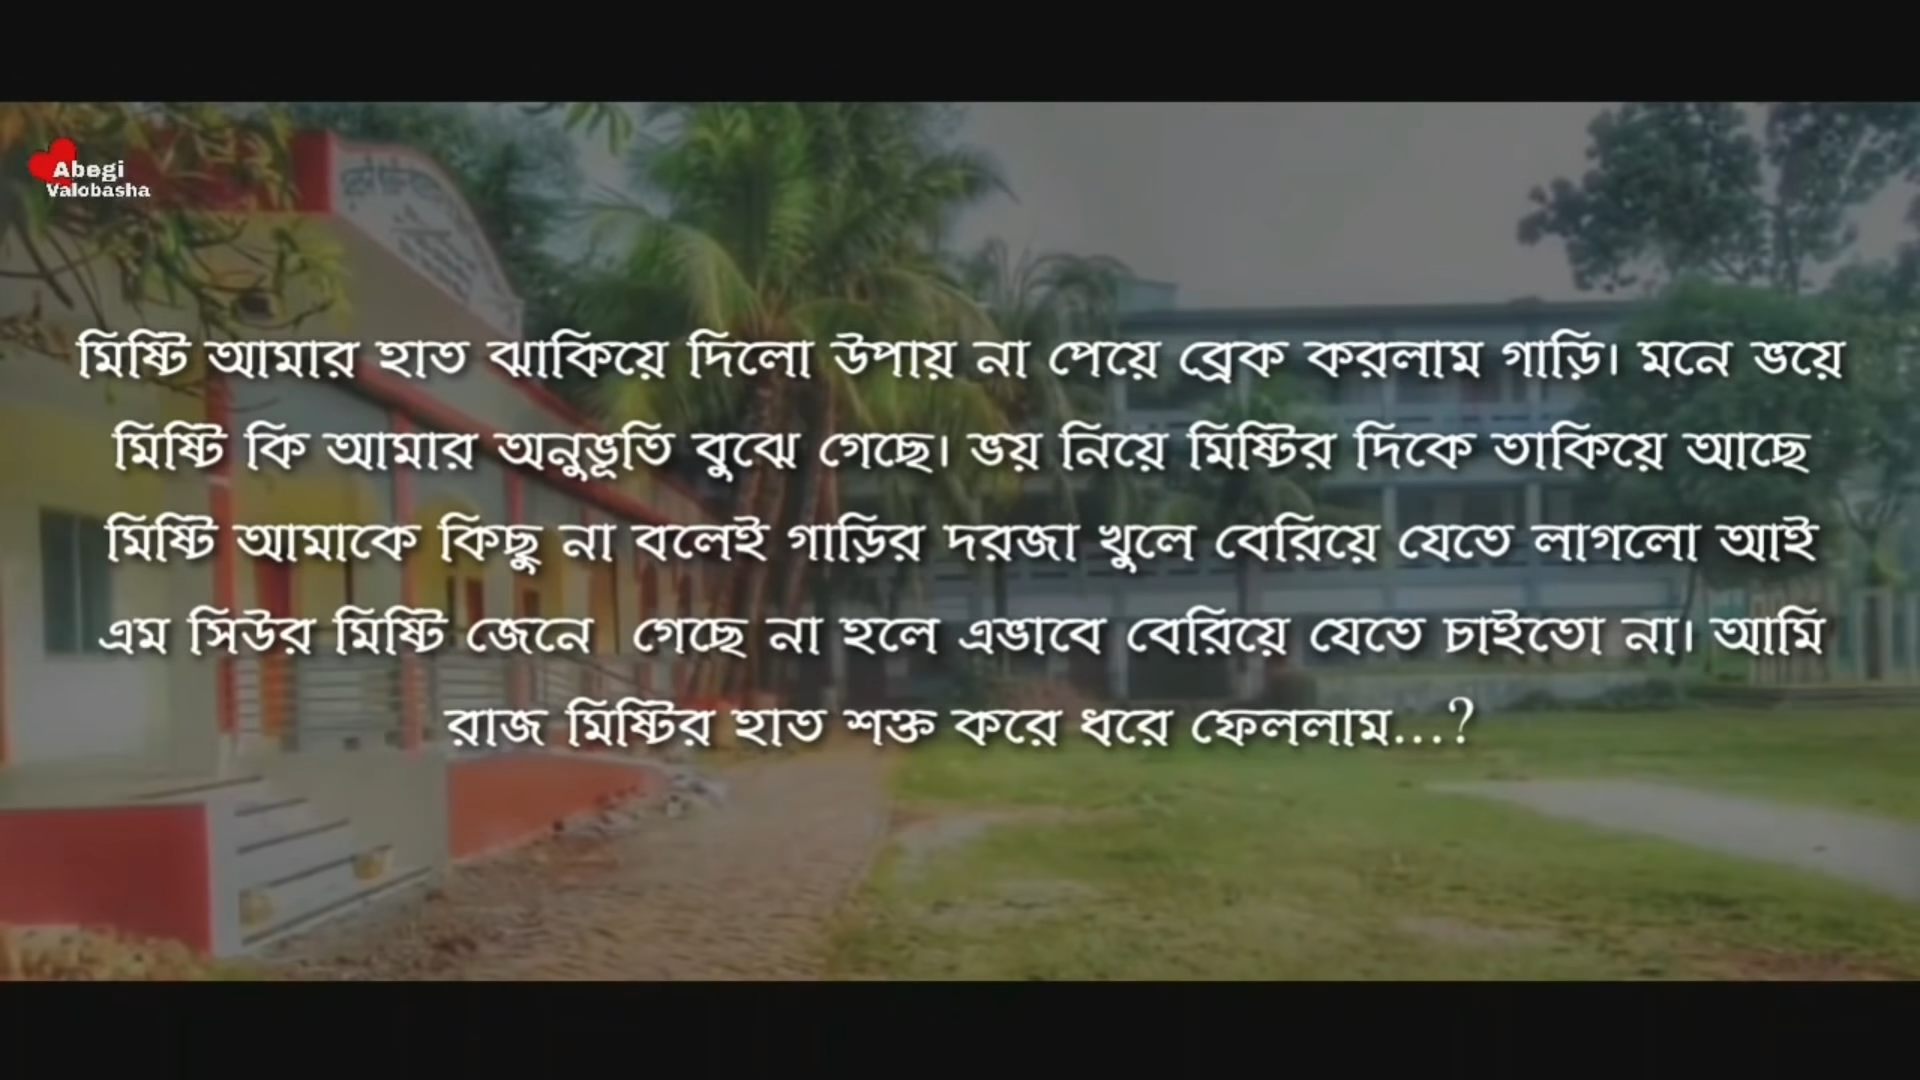 Abegi
Valobasha
মিষ্টি আমার হাত ঝাকিয়ে দিলো উপায় না পেয়ে ব্রেক করলাম গাড়ি। মনে ভয়ে
মিষ্টি কি আমার অনুভূতি বুঝে গেছে। ভয় নিয়ে মিষ্টির দিকে তাকিয়ে আছে
মিষ্টি আমাকে কিছু না বলেই গাড়ির দরজা খুলে বেরিয়ে যেতে লাগলো আই
এম সিউর মিষ্টি জেনে গেছে না হলে এভাবে বেরিয়ে যেতে চাইতো না। আমি
রাজ মিষ্টির হাত শক্ত করে ধরে ফেললাম...?